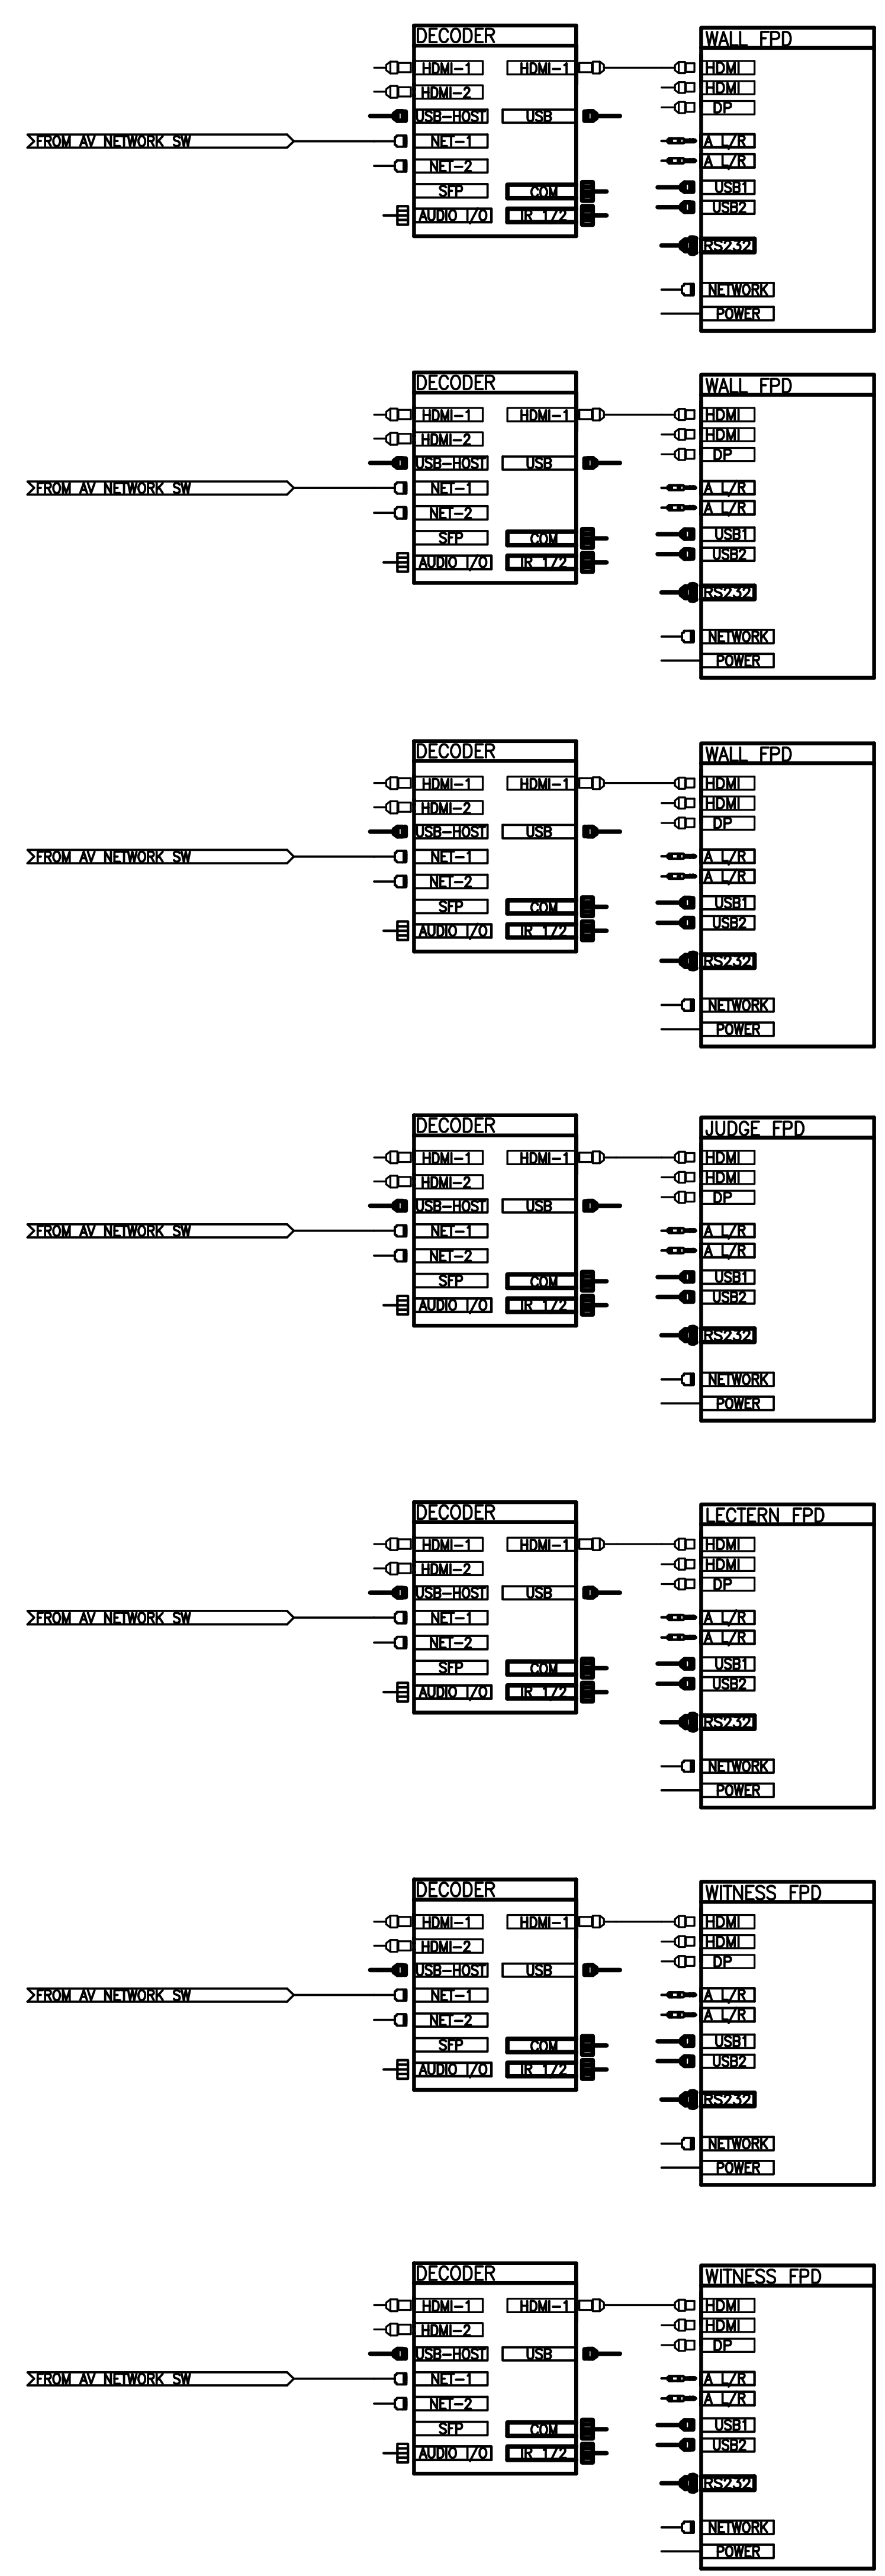 DECODER
WALL FPD
HDMI-1 HDMI-1 HDMI
HDMI-2 HDMI
DP
USB-HOST USB
FROM AV NETWORK SW NET-1 A L/R
NET-2 A L/R
USB1
SFP COM
USB2
AUDIO I/O IR 1/2
RS232
NETWORK
POWER
DECODER
WALL FPD
HDMI-1 HDMI-1 HDMI
HDMI-2 HDMI
DP
USB-HOST USB
FROM AV NETWORK SW NET-1 A L/R
NET-2 A L/R
USB1
SFP COM
USB2
AUDIO I/O IR 1/2
RS232
NETWORK
POWER
DECODER
WALL FPD
HDMI-1 HDMI-1 HDMI
HDMI-2 HDMI
DP
USB-HOST USB
FROM AV NETWORK SW NET-1 A L/R
NET-2 A L/R
USB1
SFP COM
USB2
AUDIO I/O IR 1/2
RS232
NETWORK
POWER
DECODER
JUDGE FPD
HDMI-1 HDMI-1 HDMI
HDMI-2 HDMI
DP
USB-HOST USB
FROM AV NETWORK SW NET-1 A L/R
NET-2 A L/R
USB1
SFP COM
USB2
AUDIO I/O IR 1/2
RS232
NETWORK
POWER
DECODER
LECTERN FPD
HDMI-1 HDMI-1 HDMI
HDMI-2 HDMI
DP
USB-HOST USB
FROM AV NETWORK SW NET-1 A L/R
NET-2 A L/R
USB1
SFP COM
USB2
AUDIO I/O IR 1/2
RS232
NETWORK
POWER
DECODER
WITNESS FPD
HDMI-1 HDMI-1 HDMI
HDMI-2 HDMI
DP
USB-HOST USB
FROM AV NETWORK SW NET-1 A L/R
NET-2 A L/R
USB1
SFP COM
USB2
AUDIO I/O IR 1/2
RS232
NETWORK
POWER
DECODER
WITNESS FPD
HDMI-1 HDMI-1 HDMI
HDMI-2 HDMI
DP
USB-HOST USB
FROM AV NETWORK SW NET-1 A L/R
NET-2 A L/R
USB1
SFP COM
USB2
AUDIO I/O IR 1/2
RS232
NETWORK
POWER